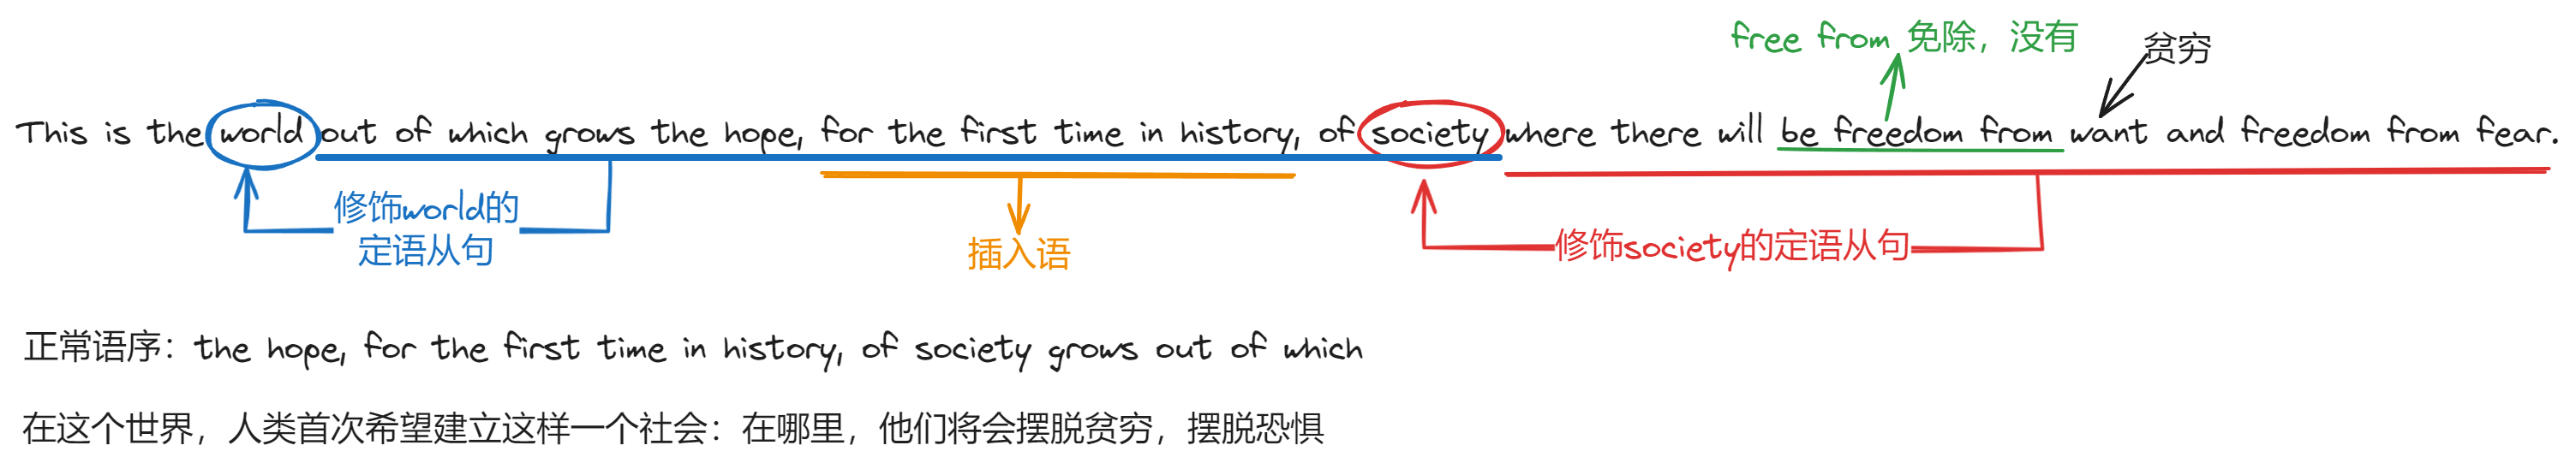 free from 免除，没有
贫穷
This is the world out of which grows the hope, for the first time in history, of society where there will be freedom from want and freedom from fear.
修饰world的
定语从句
插入语
修饰society的定语从句
正常语序：the hope, for the first time in history, of society grows out of which
在这个世界，人类首次希望建立这样一个社会：在哪里，他们将会摆脱贫穷，摆脱恐惧